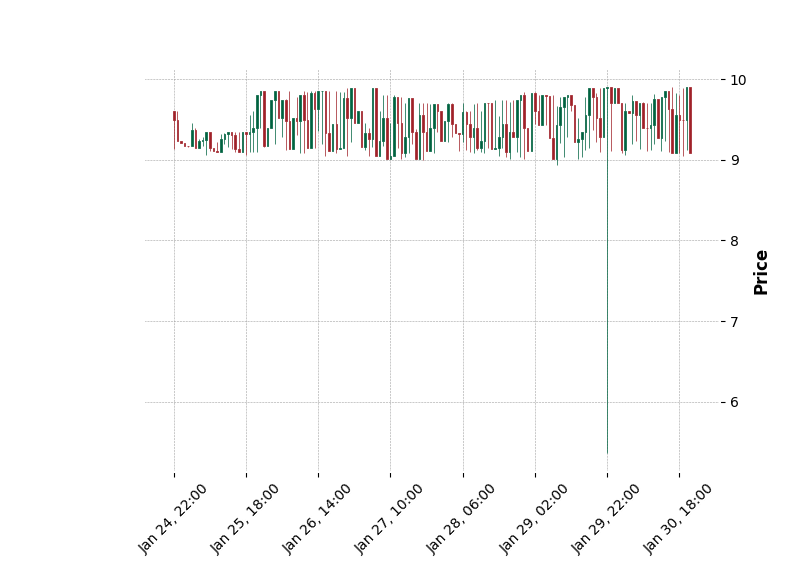 10
9
8
7
6
Price
Jan 24, 22:00
Jan 25, 18:00
Jan 26, 14:00
Jan 27, 10:00
Jan 28, 06:00
Jan 29, 02:00
Jan 29, 22:00
Jan 30, 18:00